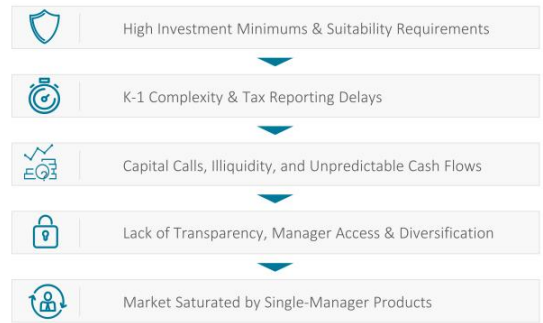 High Investment Minimums & Suitability Requirements
K-1 Complexity & Tax Reporting Delays
Capital Calls, Illiquidity, and Unpredictable Cash Flows
Lack of Transparency, Manager Access & Diversification
Market Saturated by Single-Manager Products